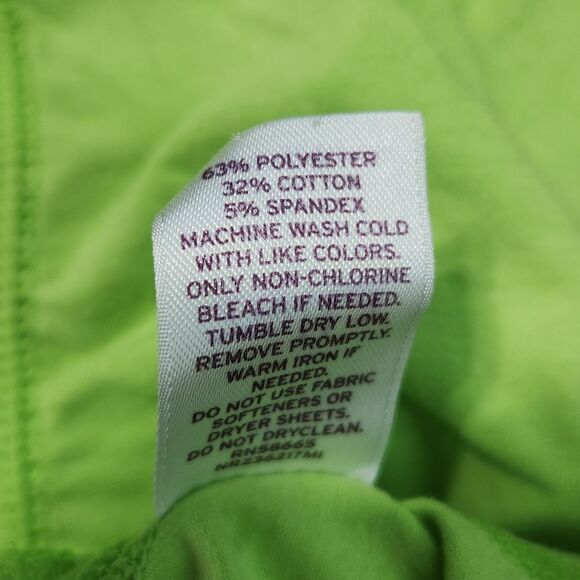 63% POLYESTER
32% COTTON
5% SPANDEX
MACHINE WASH COLD
WITH LIKE COLORS.
ONLY NON-CHLORINE
BLEACH IF NEEDED.
TUMBLE DRY LOW.
REMOVE PROMPTLY.
WARM IRON IF
NEEDED.
DO NOT USE FABRIC
SOFTENERS OR
DRYER SHEETS.
DO NOT DRYCLEAN.
RN58665
NR236217MI